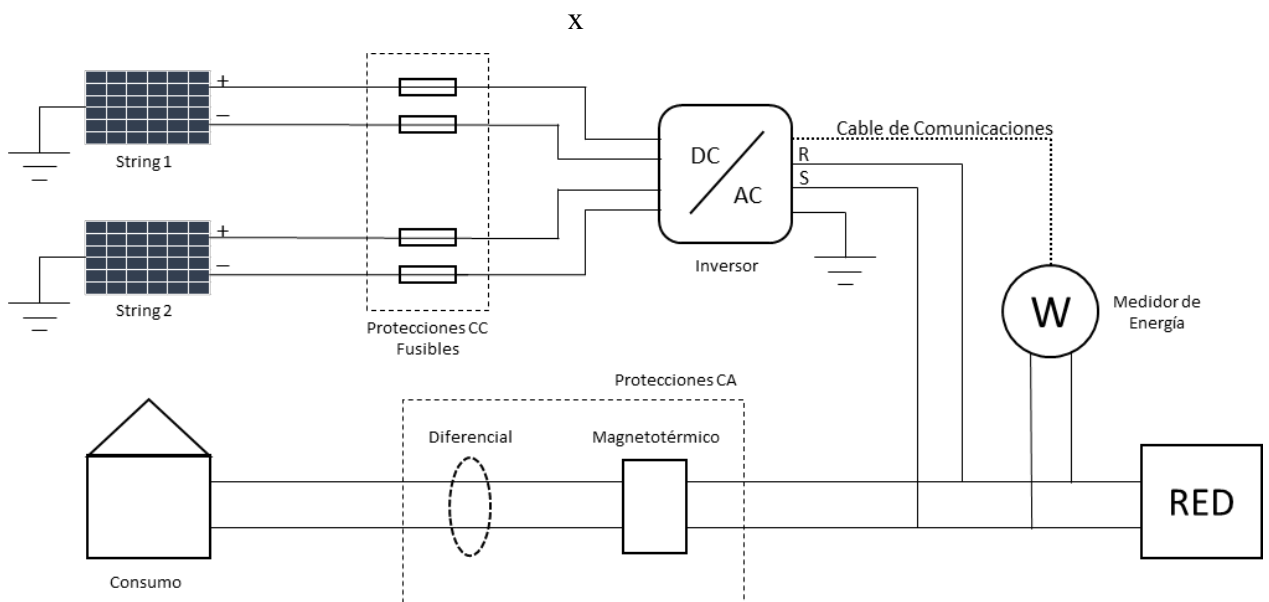 x
+
−
String 1
+
−
String 2
Protecciones CC
Fusibles
DC
AC
Inversor
Cable de Comunicaciones
R
S
W
Medidor de
Energía
Protecciones CA
Diferencial
Magnetotérmico
Consumo
RED